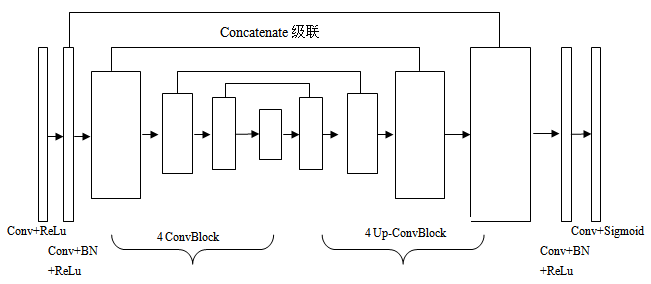 Concatenate 级联
Conv+ReLu
Conv+BN
+ReLu
4 ConvBlock
4 Up-ConvBlock
Conv+BN
+ReLu
Conv+Sigmoid